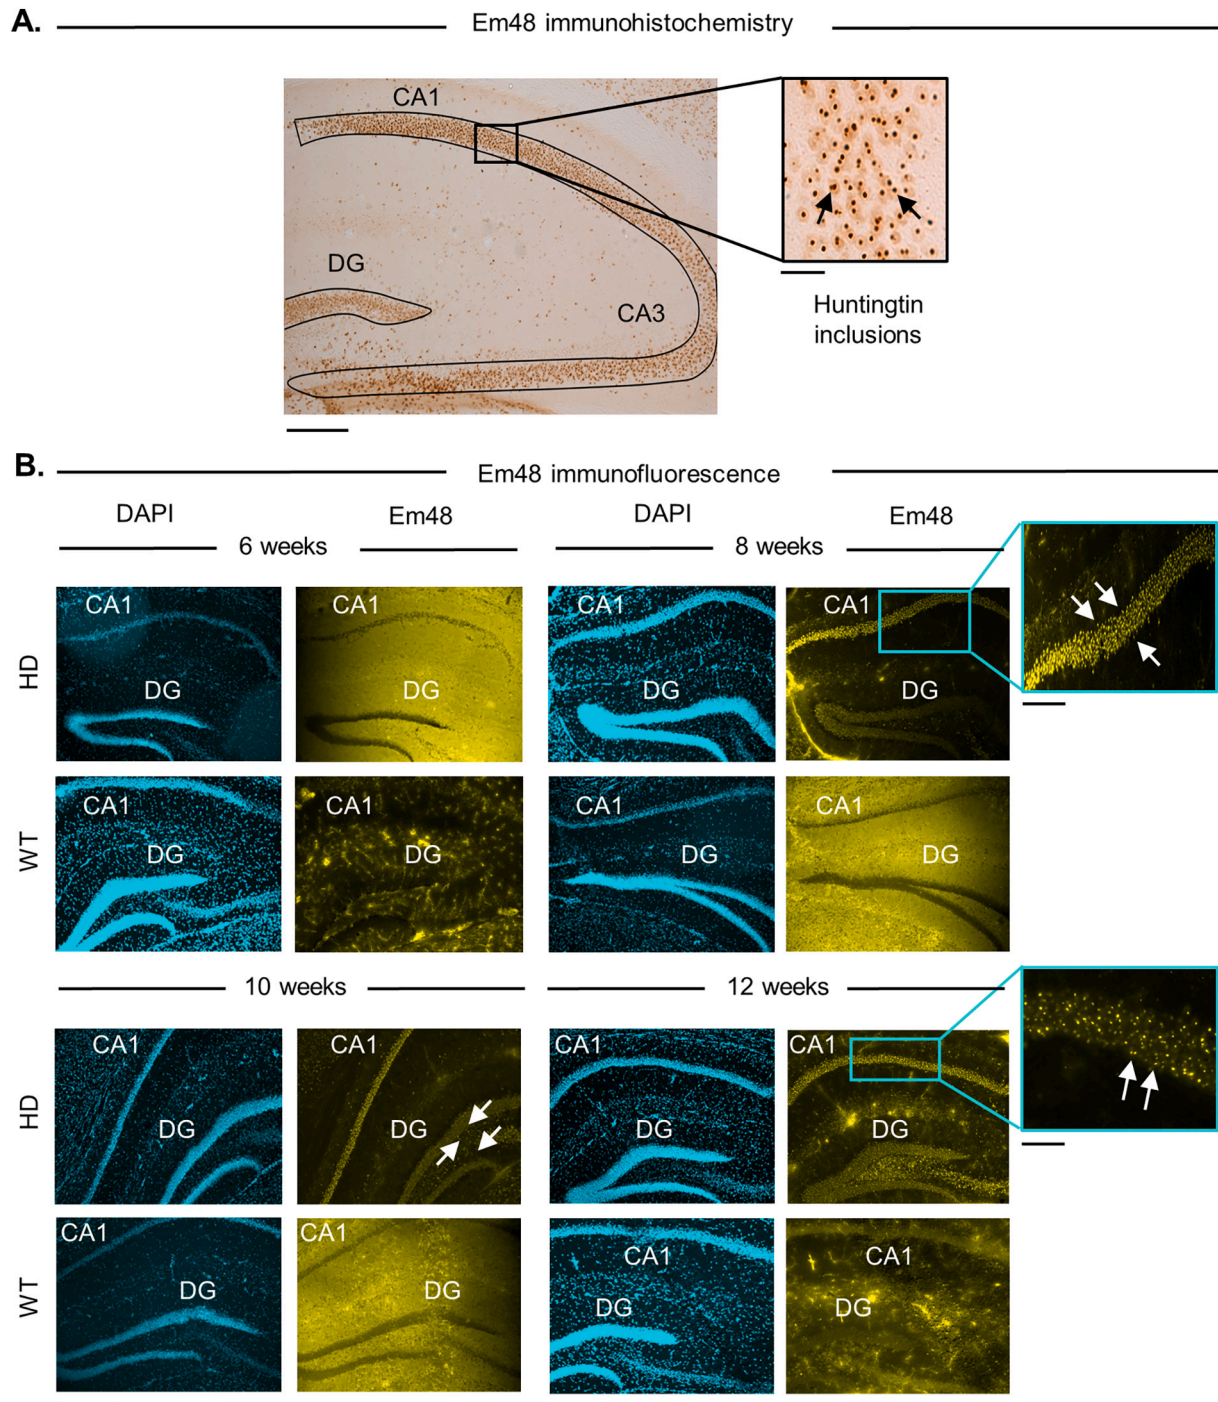 A.
Em48 immunohistochemistry
CA1
DG
CA3
Huntingtin
inclusions
B.
Em48 immunofluorescence
DAPI
Em48
DAPI
Em48
6 weeks
8 weeks
HD
CA1
DG
CA1
DG
CA1
DG
CA1
DG
WT
CA1
DG
CA1
DG
CA1
DG
CA1
DG
10 weeks
12 weeks
HD
CA1
DG
CA1
DG
CA1
DG
CA1
DG
WT
CA1
DG
CA1
DG
CA1
DG
CA1
DG